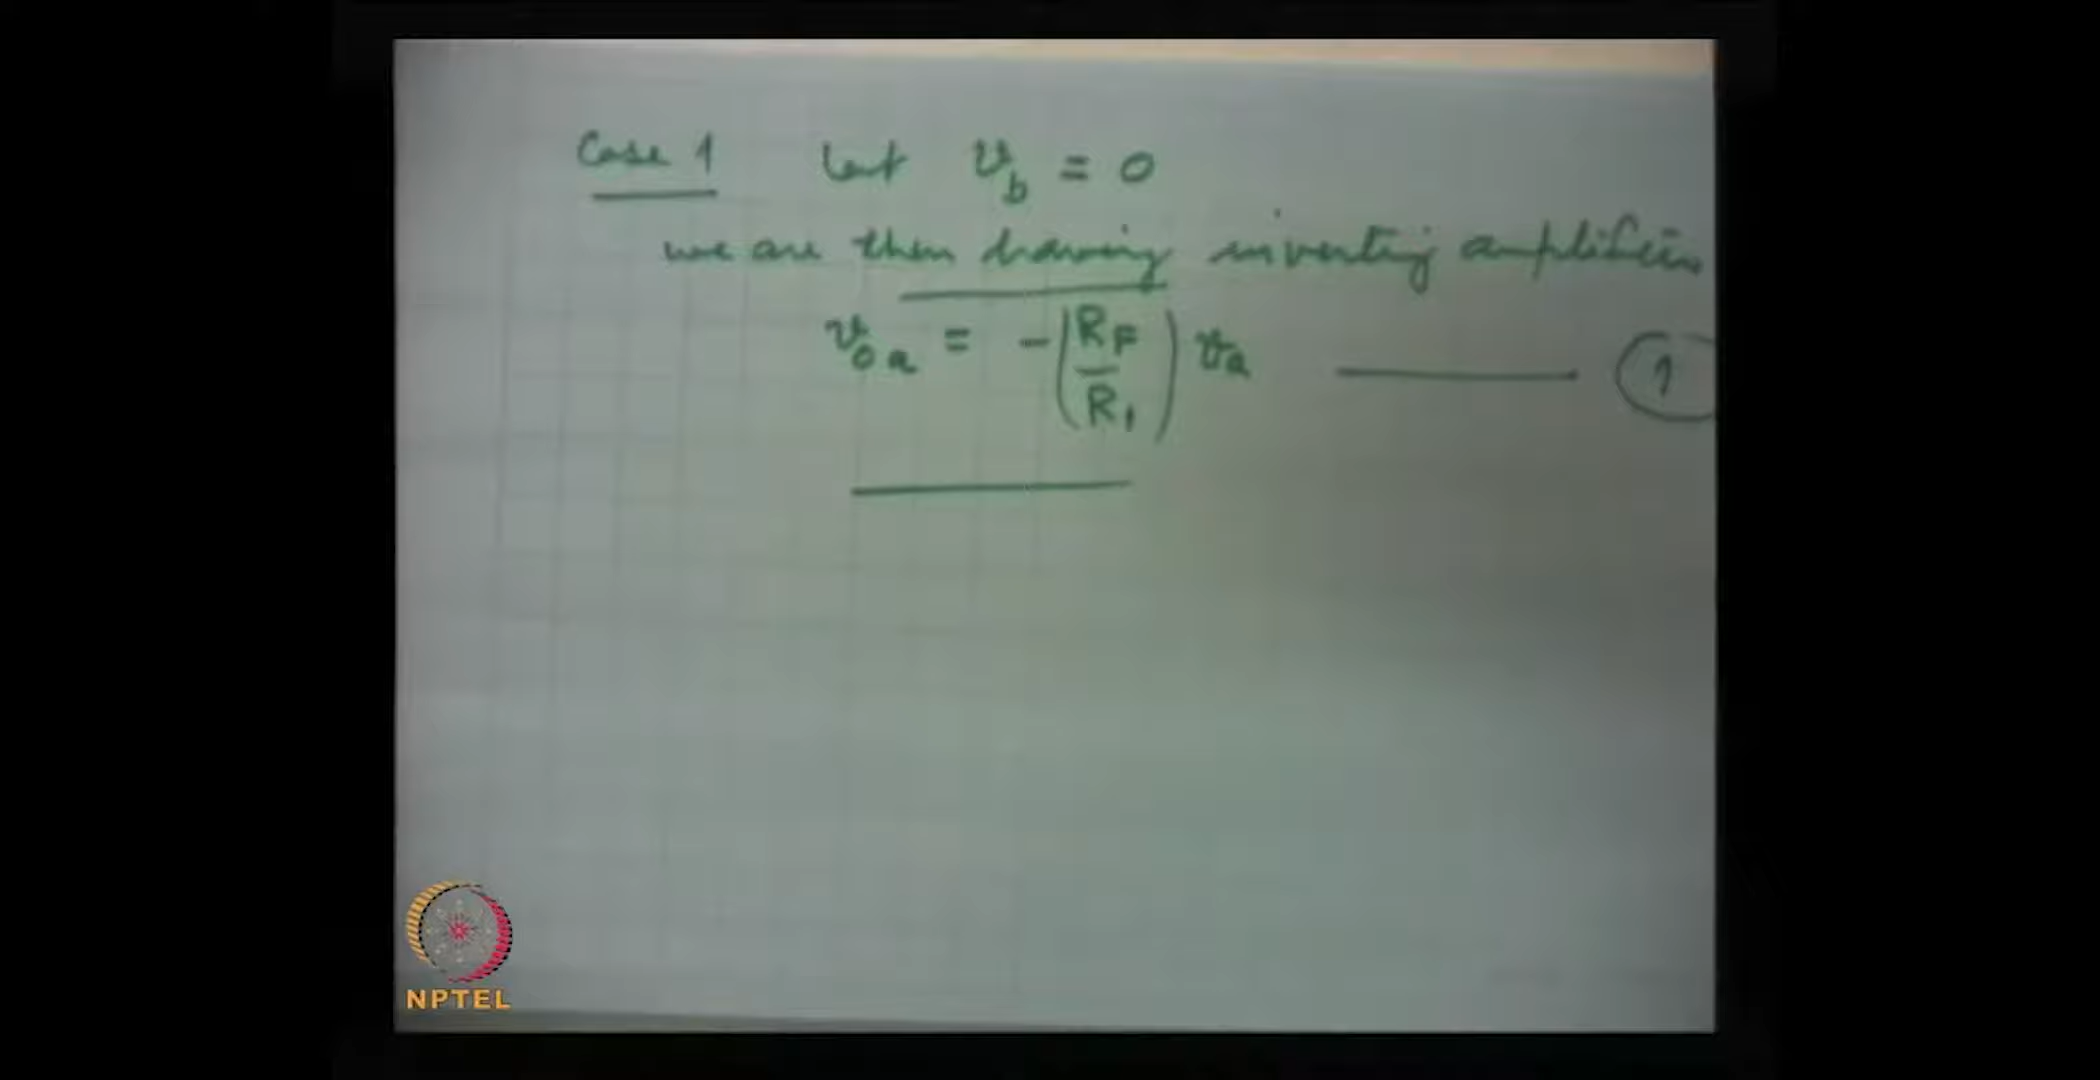 Case 1 Let v_b = 0
we are then having inverting amplifier
v_oa = -(R_F/R_1) v_a ——— 1
NPTEL